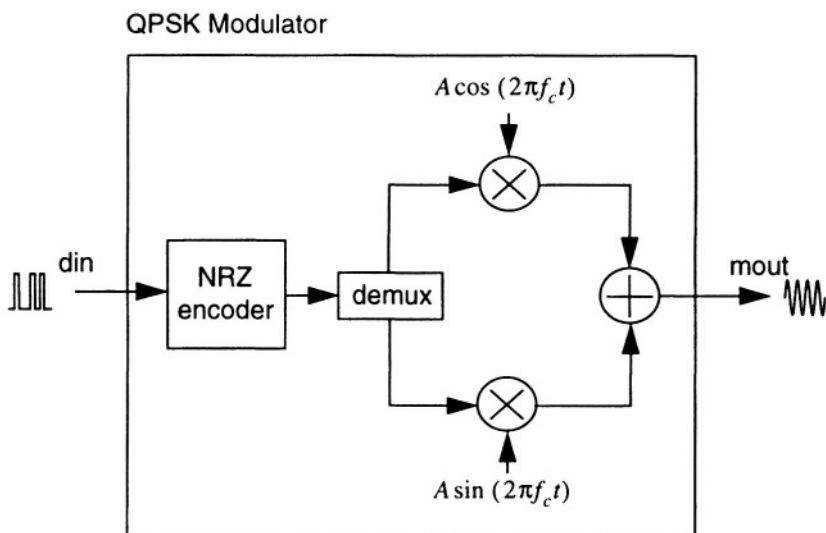 QPSK Modulator
A cos (2πf_c t)
din
NRZ
encoder
demux
mout
A sin (2πf_c t)